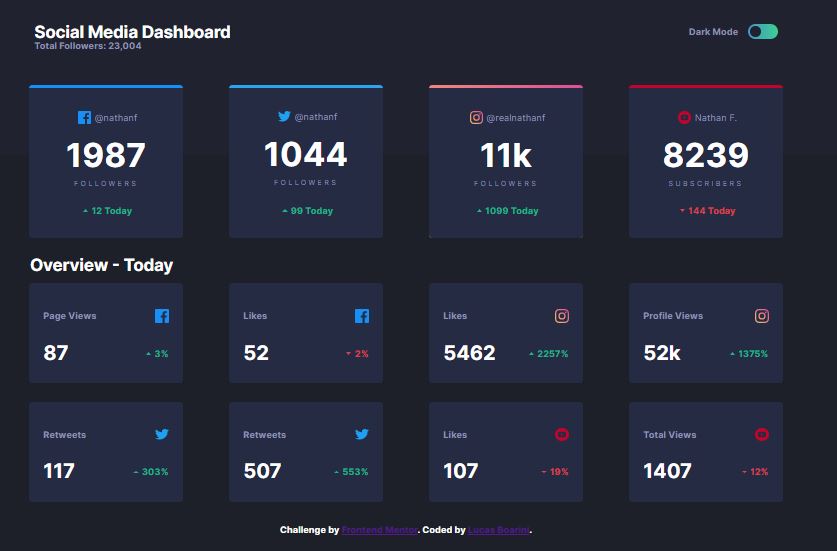 Social Media Dashboard
Total Followers: 23,004
Dark Mode
@nathanf
1987
FOLLOWERS
12 Today
@nathanf
1044
FOLLOWERS
99 Today
@realnathanf
11k
FOLLOWERS
1099 Today
Nathan F.
8239
SUBSCRIBERS
144 Today
Overview - Today
Page Views
87
3%
Likes
52
2%
Likes
5462
2257%
Profile Views
52k
1375%
Retweets
117
303%
Retweets
507
553%
Likes
107
19%
Total Views
1407
12%
Challenge by Frontend Mentor. Coded by Lucas Boarini.